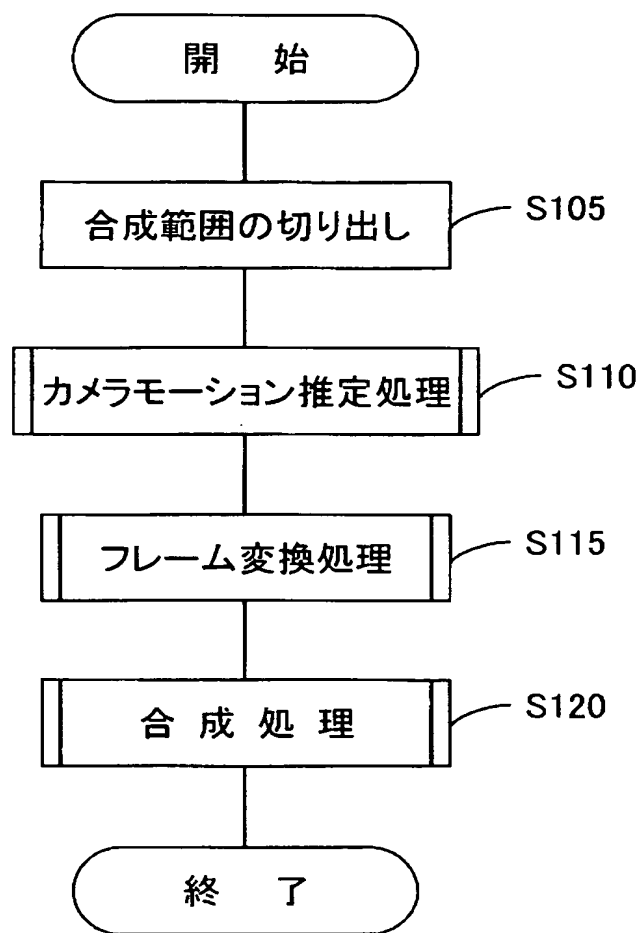 開 始
合成範囲の切り出し
S105
カメラモーション推定処理
S110
フレーム変換処理
S115
合 成 処 理
S120
終 了